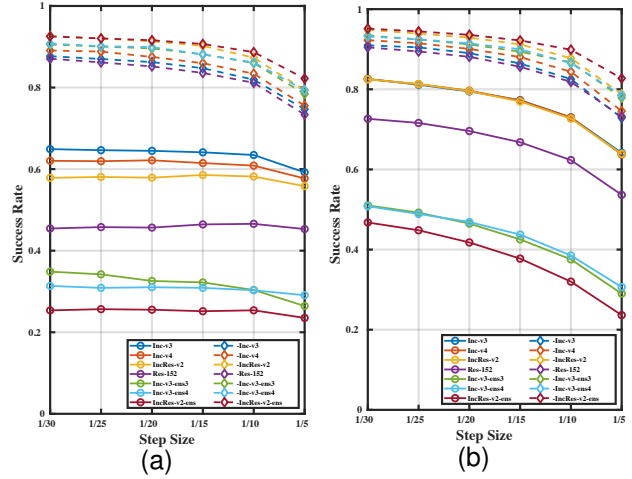 1
0.8
0.6
0.4
0.2
0
Success Rate
Inc-v3
Inc-v4
IncRes-v2
Res-152
Inc-v3-ens3
Inc-v3-ens4
IncRes-v2-ens
-Inc-v3
-Inc-v4
-IncRes-v2
-Res-152
-Inc-v3-ens3
-Inc-v3-ens4
-IncRes-v2-ens
1/30 1/25 1/20 1/15 1/10 1/5
Step Size
(a)
1
0.8
0.6
0.4
0.2
0
Success Rate
Inc-v3
Inc-v4
IncRes-v2
Res-152
Inc-v3-ens3
Inc-v3-ens4
IncRes-v2-ens
-Inc-v3
-Inc-v4
-IncRes-v2
-Res-152
-Inc-v3-ens3
-Inc-v3-ens4
-IncRes-v2-ens
1/30 1/25 1/20 1/15 1/10 1/5
Step Size
(b)